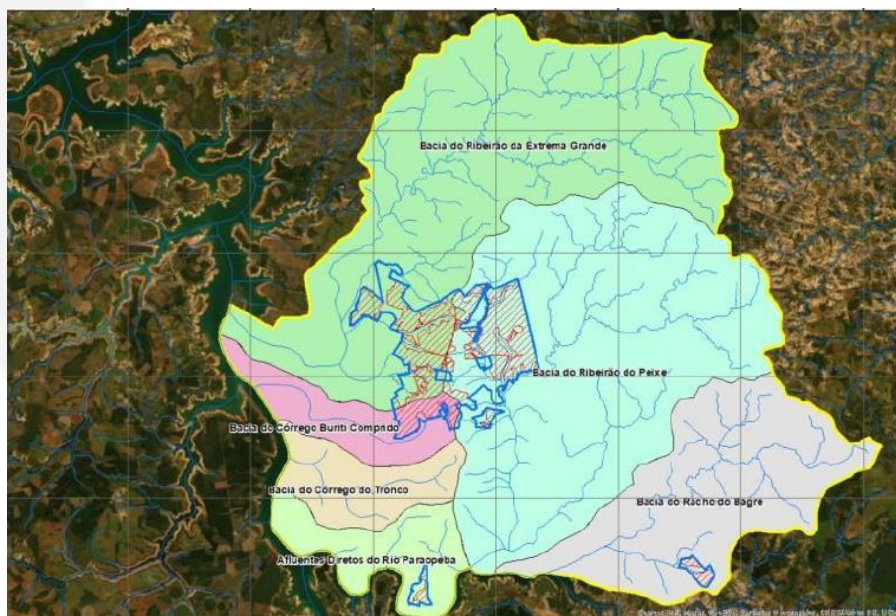 Bacia do Ribeirão da Extrema Grande
Bacia do Ribeirão do Peixe
Bacia do Córrego Buriti Comprido
Bacia do Córrego do Tronco
Bacia do Riacho do Bagre
Afluentes Diretos do Rio Paraopeba